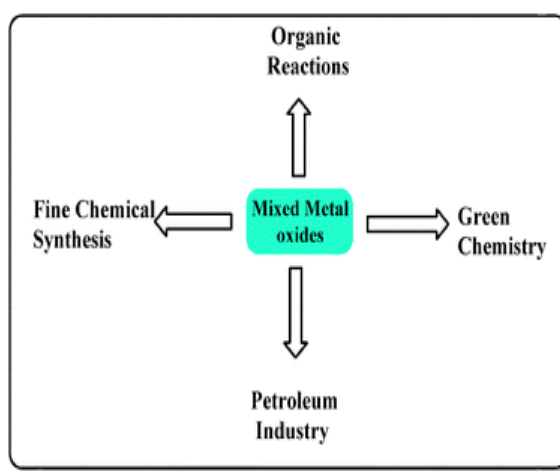 Organic
Reactions
Fine Chemical
Synthesis
Mixed Metal
oxides
Green
Chemistry
Petroleum
Industry